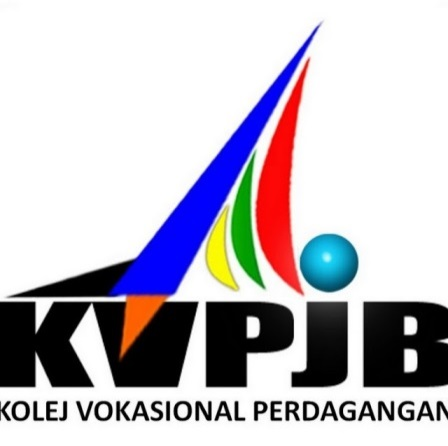 KVPJB
KOLEJ VOKASIONAL PERDAGANGAN